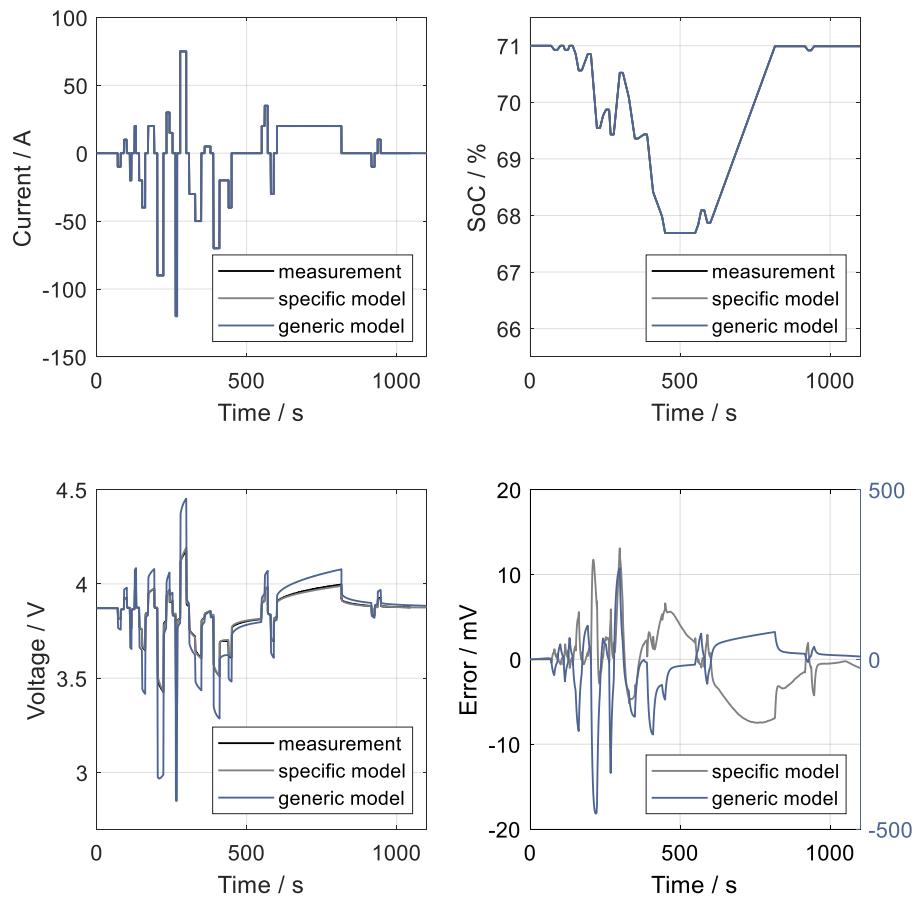 100
50
0
-50
-100
-150
Current / A
0
500
1000
Time / s
measurement
specific model
generic model
71
70
69
68
67
66
SoC / %
0
500
1000
Time / s
measurement
specific model
generic model
4.5
4
3.5
3
Voltage / V
0
500
1000
Time / s
measurement
specific model
generic model
20
10
0
-10
-20
Error / mV
500
0
-500
0
500
1000
Time / s
specific model
generic model